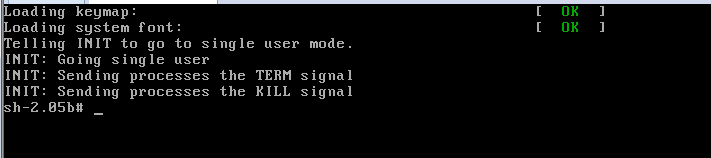 Loading keymap: [ OK ]
Loading system font: [ OK ]
Telling INIT to go to single user mode.
INIT: Going single user
INIT: Sending processes the TERM signal
INIT: Sending processes the KILL signal
sh-2.05b# _